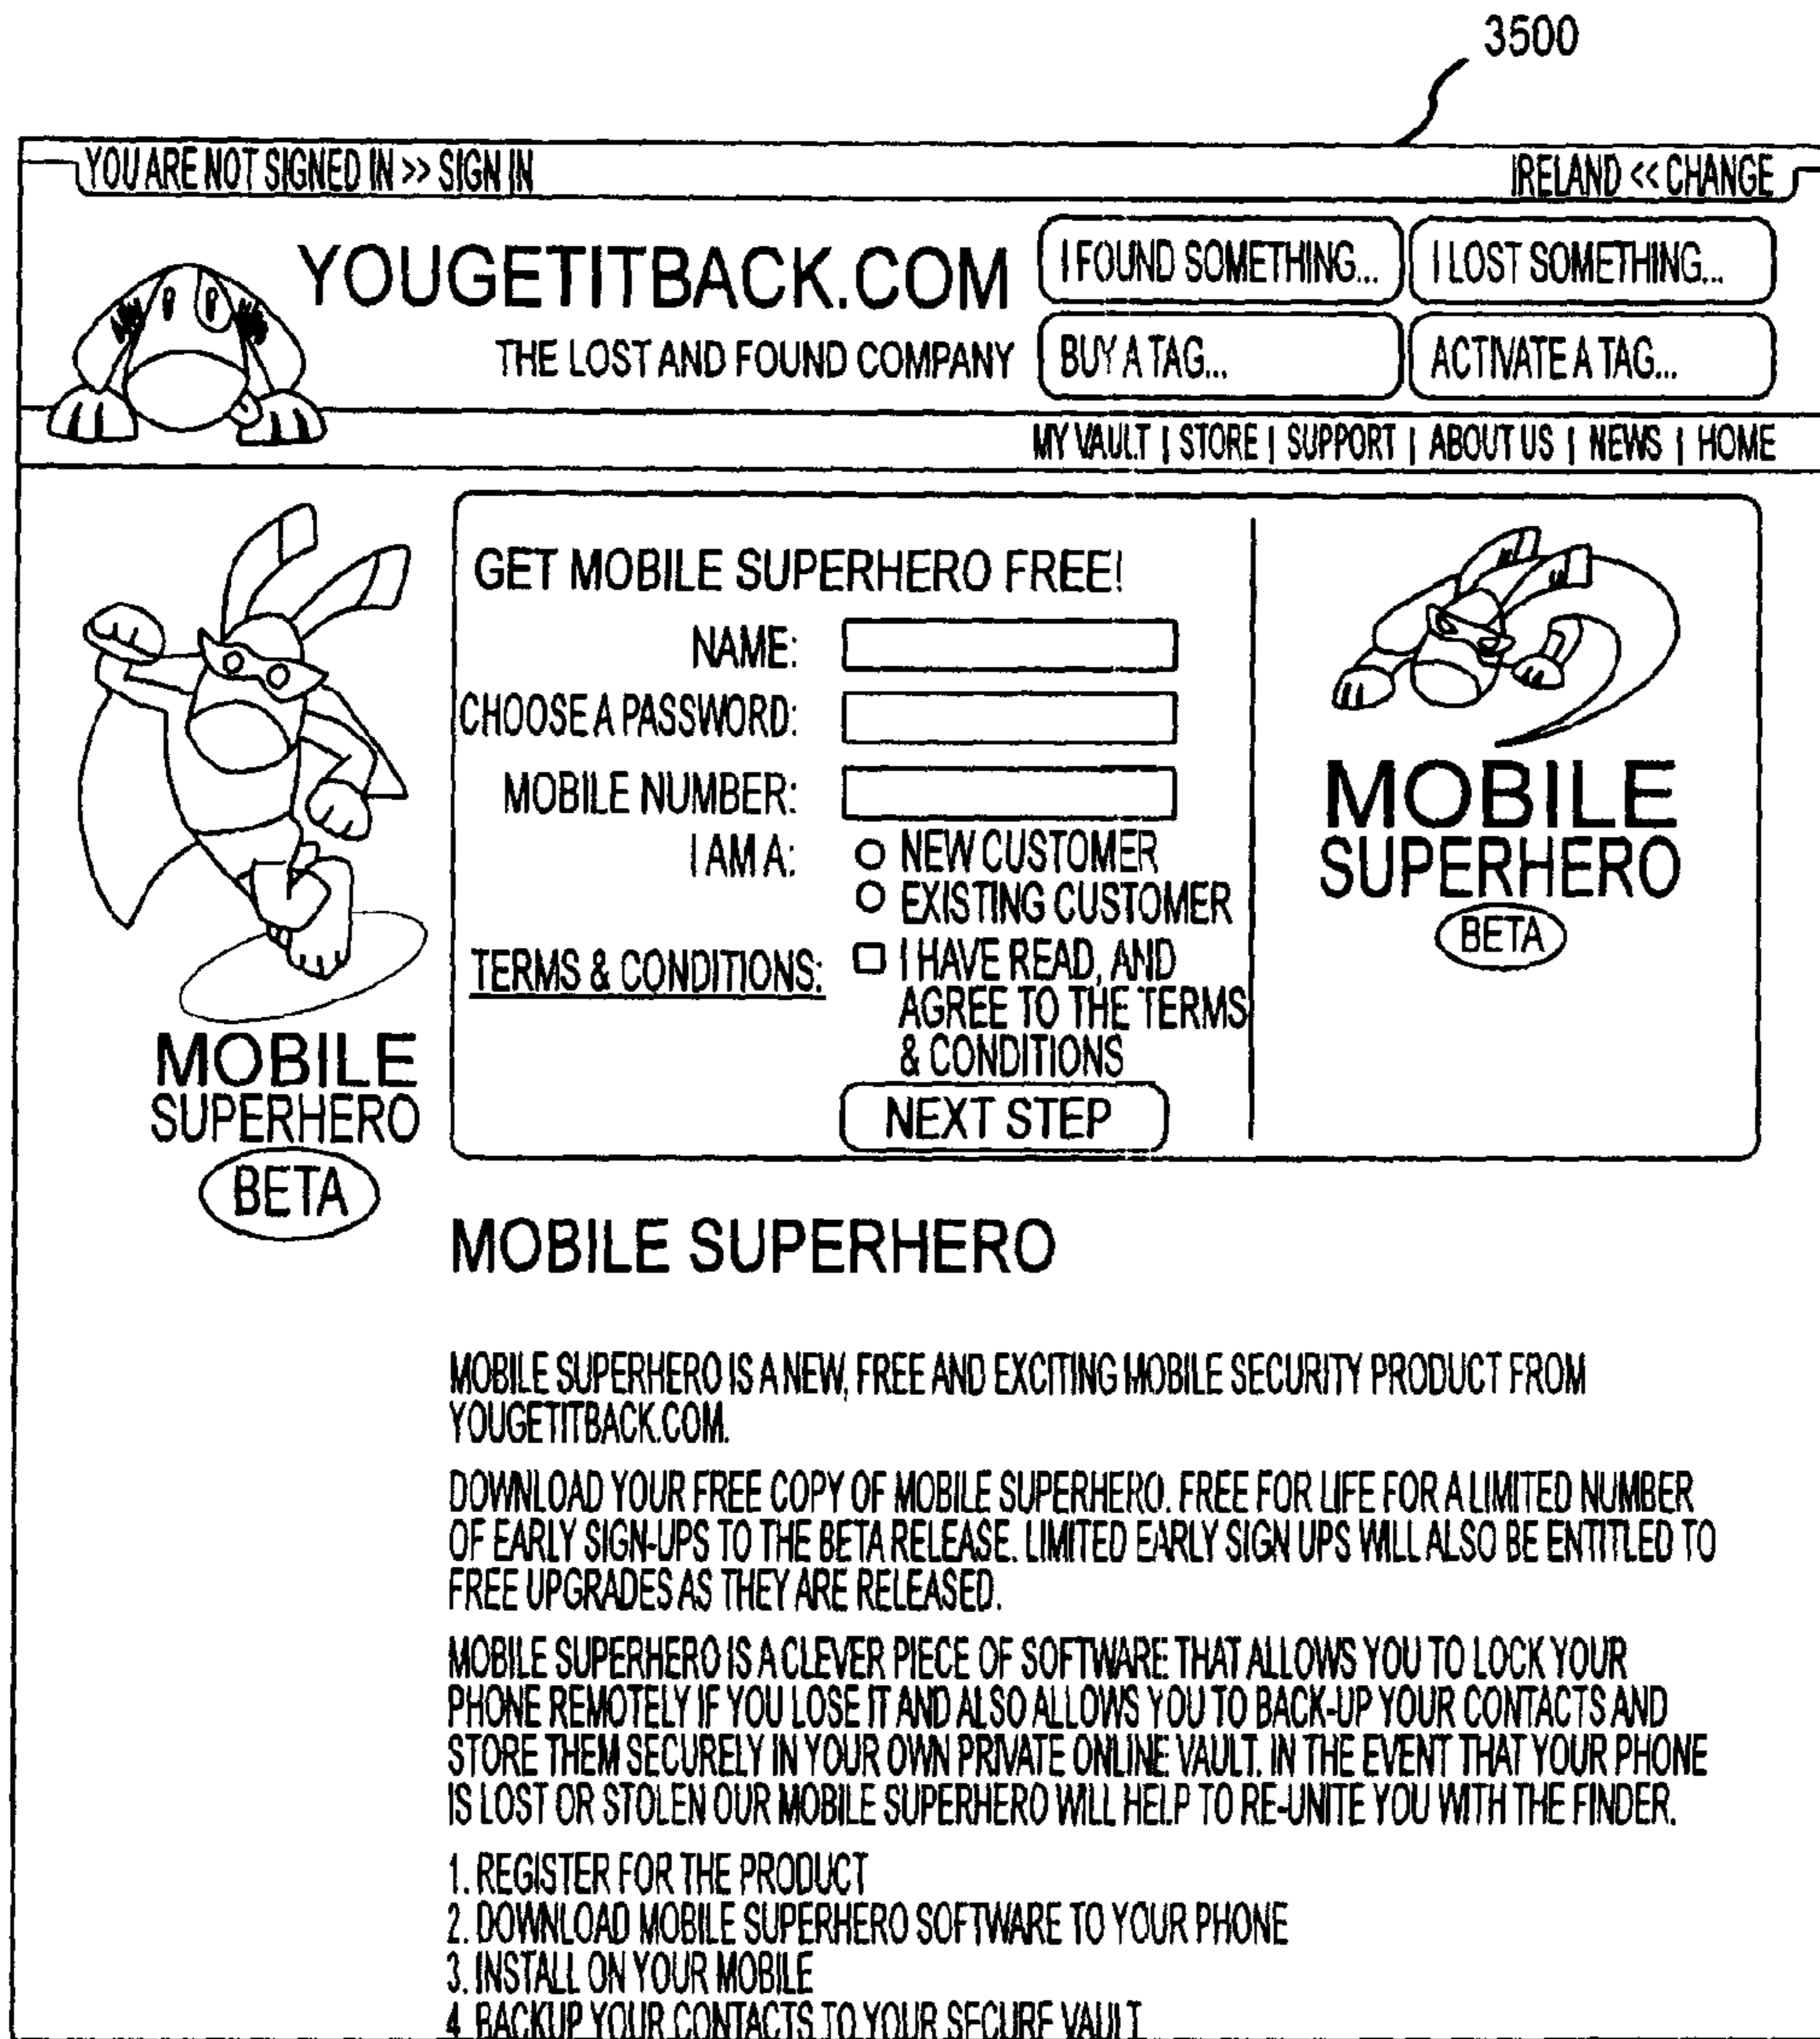 3500
YOU ARE NOT SIGNED IN >> SIGN IN
IRELAND << CHANGE
YOUGETITBACK.COM
THE LOST AND FOUND COMPANY
I FOUND SOMETHING...
I LOST SOMETHING...
BUY A TAG...
ACTIVATE A TAG...
MY VAULT | STORE | SUPPORT | ABOUT US | NEWS | HOME
GET MOBILE SUPERHERO FREE!
NAME:
CHOOSE A PASSWORD:
MOBILE NUMBER:
I AM A:
NEW CUSTOMER
EXISTING CUSTOMER
TERMS & CONDITIONS:
I HAVE READ, AND
AGREE TO THE TERMS
& CONDITIONS
NEXT STEP
MOBILE
SUPERHERO
BETA
MOBILE
SUPERHERO
BETA
MOBILE SUPERHERO
MOBILE SUPERHERO IS A NEW, FREE AND EXCITING MOBILE SECURITY PRODUCT FROM
YOUGETITBACK.COM.
DOWNLOAD YOUR FREE COPY OF MOBILE SUPERHERO. FREE FOR LIFE FOR A LIMITED NUMBER
OF EARLY SIGN-UPS TO THE BETA RELEASE. LIMITED EARLY SIGN UPS WILL ALSO BE ENTITLED TO
FREE UPGRADES AS THEY ARE RELEASED.
MOBILE SUPERHERO IS A CLEVER PIECE OF SOFTWARE THAT ALLOWS YOU TO LOCK YOUR
PHONE REMOTELY IF YOU LOSE IT AND ALSO ALLOWS YOU TO BACK-UP YOUR CONTACTS AND
STORE THEM SECURELY IN YOUR OWN PRIVATE ONLINE VAULT. IN THE EVENT THAT YOUR PHONE
IS LOST OR STOLEN OUR MOBILE SUPERHERO WILL HELP TO RE-UNITE YOU WITH THE FINDER.
1. REGISTER FOR THE PRODUCT
2. DOWNLOAD MOBILE SUPERHERO SOFTWARE TO YOUR PHONE
3. INSTALL ON YOUR MOBILE
4. BACKUP YOUR CONTACTS TO YOUR SECURE VAULT